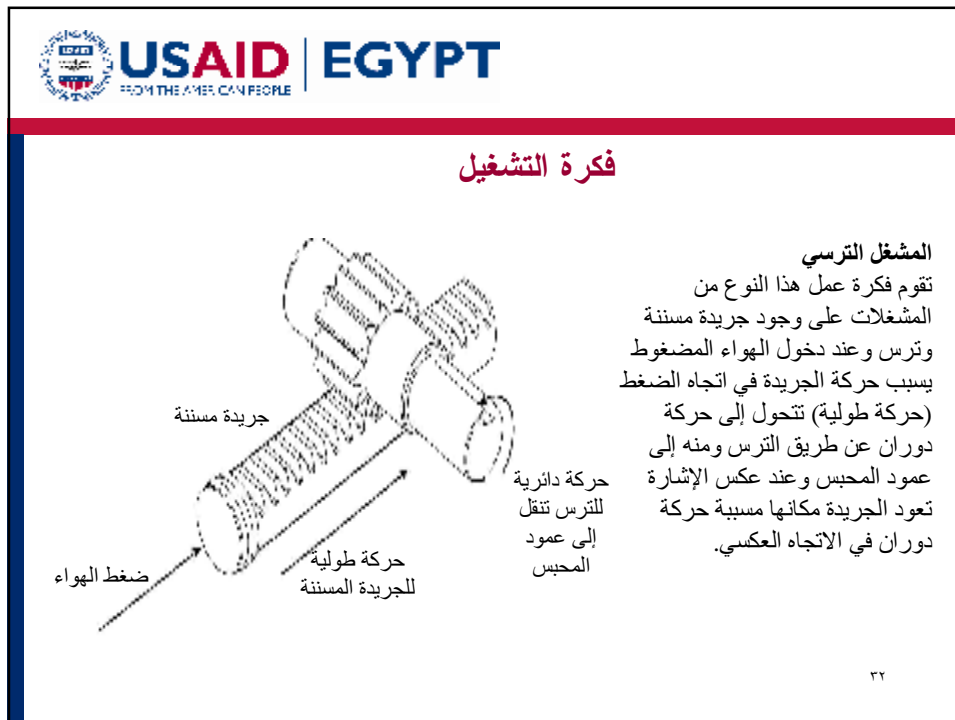 USAID | EGYPT
FROM THE AMERICAN PEOPLE
فكرة التشغيل
المشغل الترسي
تقوم فكرة عمل هذا النوع من
المشغلات على وجود جريدة مسننة
وترس وعند دخول الهواء المضغوط
يسبب حركة الجريدة في اتجاه الضغط
(حركة طولية) تتحول إلى حركة
دوران عن طريق الترس ومنه إلى
عمود المحبس وعند عكس الإشارة
تعود الجريدة مكانها مسببة حركة
دوران في الاتجاه العكسي.
جريدة مسننة
حركة دائرية
للترس تنقل
إلى عمود
المحبس
حركة طولية
للجريدة المسننة
ضغط الهواء
٣٢